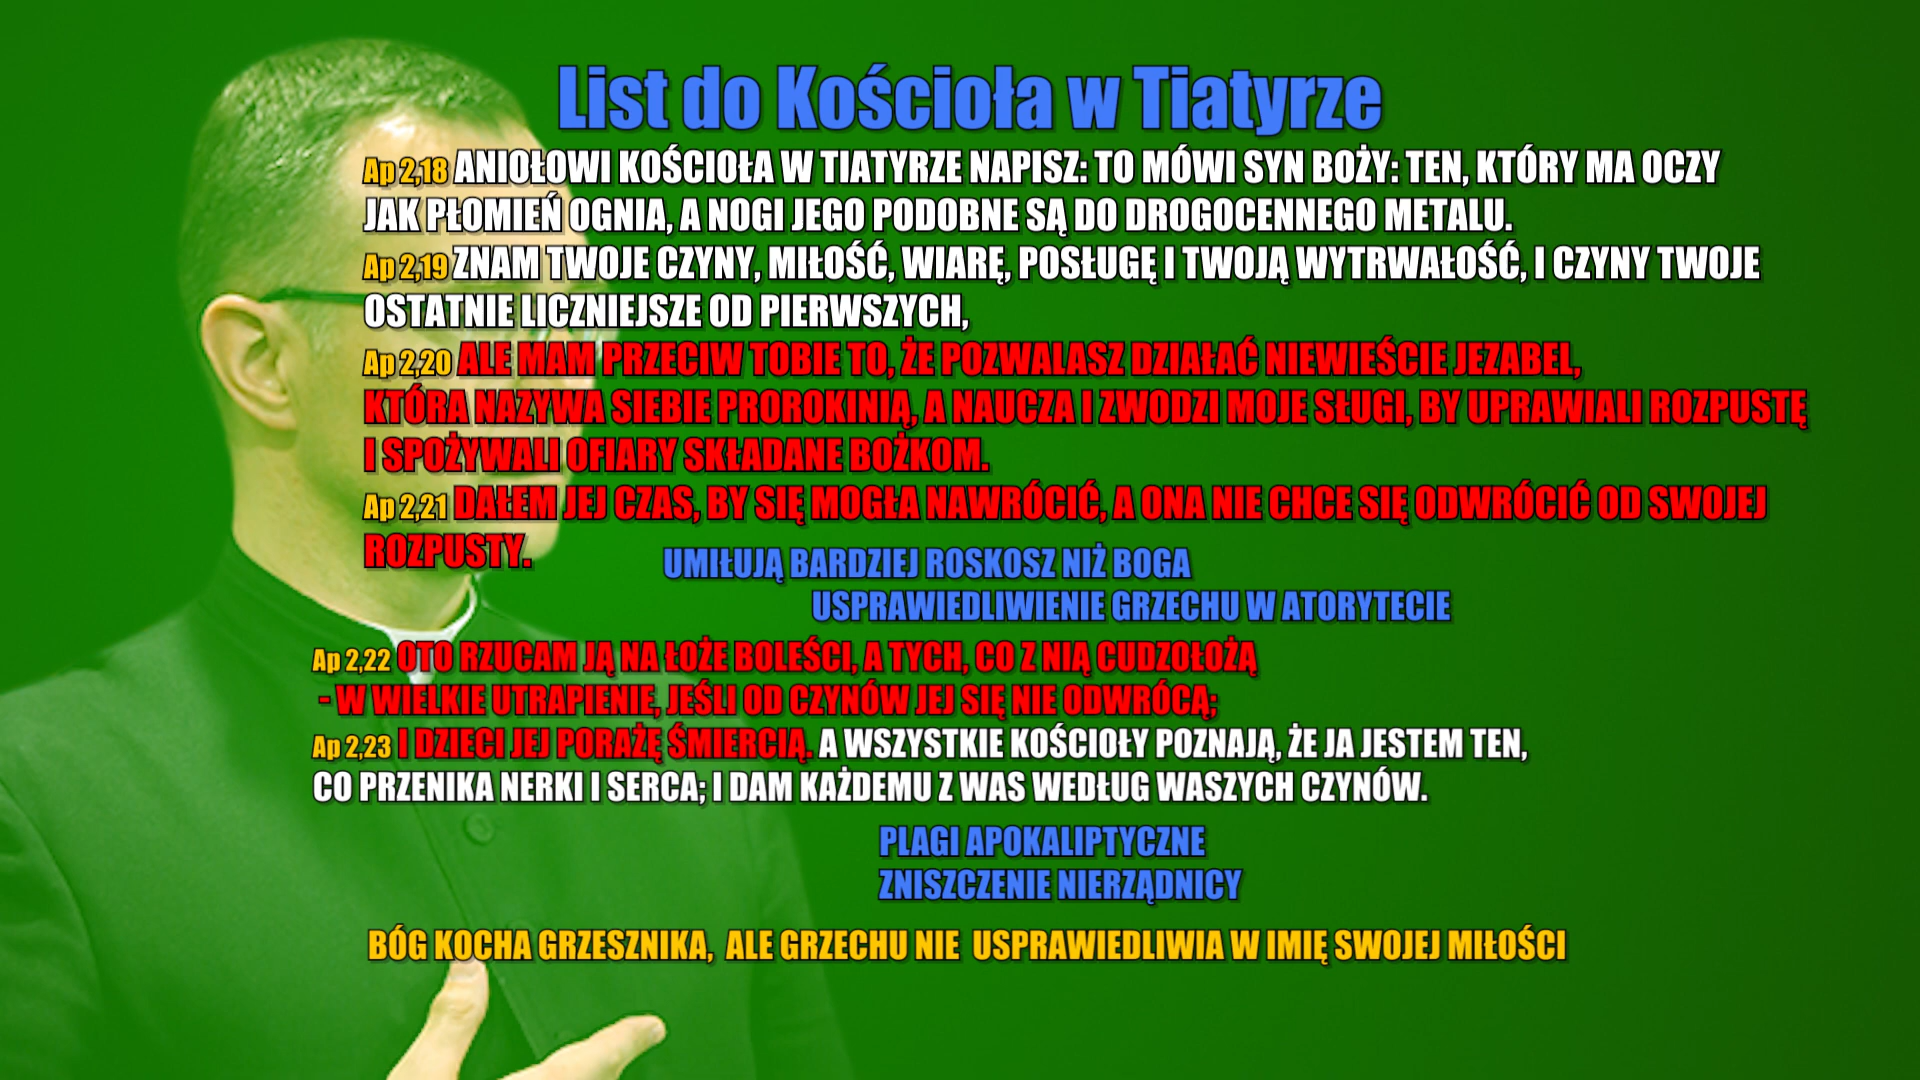 List do Kościoła w Tiatyrze
Ap 2,18 ANIOŁOWI KOŚCIOŁA W TIATYRZE NAPISZ: TO MÓWI SYN BOŻY: TEN, KTÓRY MA OCZY
JAK PŁOMIEŃ OGNIA, A NOGI JEGO PODOBNE SĄ DO DROGOCENNEGO METALU.
Ap 2,19 ZNAM TWOJE CZYNY, MIŁOŚĆ, WIARĘ, POSŁUGĘ I TWOJĄ WYTRWAŁOŚĆ, I CZYNY TWOJE
OSTATNIE LICZNIEJSZE OD PIERWSZYCH,
Ap 2,20 ALE MAM PRZECIW TOBIE TO, ŻE POZWALASZ DZIAŁAĆ NIEWIEŚCIE JEZABEL,
KTÓRA NAZYWA SIEBIE PROROKINIĄ, A NAUCZA I ZWODZI MOJE SŁUGI, BY UPRAWIALI ROZPUSTĘ
I SPOŻYWALI OFIARY SKŁADANE BOŻKOM.
Ap 2,21 DAŁEM JEJ CZAS, BY SIĘ MOGŁA NAWRÓCIĆ, A ONA NIE CHCE SIĘ ODWRÓCIĆ OD SWOJEJ
ROZPUSTY.
UMIŁUJĄ BARDZIEJ ROSKOSZ NIŻ BOGA
USPRAWIEDLIWIENIE GRZECHU W ATORYTECIE
Ap 2,22 OTO RZUCAM JĄ NA ŁOŻE BOLEŚCI, A TYCH, CO Z NIĄ CUDZOŁOŻĄ
- W WIELKIE UTRAPIENIE, JEŚLI OD CZYNÓW JEJ SIĘ NIE ODWRÓCĄ;
Ap 2,23 I DZIECI JEJ PORAŻĘ ŚMIERCIĄ. A WSZYSTKIE KOŚCIOŁY POZNAJĄ, ŻE JA JESTEM TEN,
CO PRZENIKA NERKI I SERCA; I DAM KAŻDEMU Z WAS WEDŁUG WASZYCH CZYNÓW.
PLAGI APOKALIPTYCZNE
ZNISZCZENIE NIERZĄDNICY
BÓG KOCHA GRZESZNIKA, ALE GRZECHU NIE USPRAWIEDLIWIA W IMIĘ SWOJEJ MIŁOŚCI